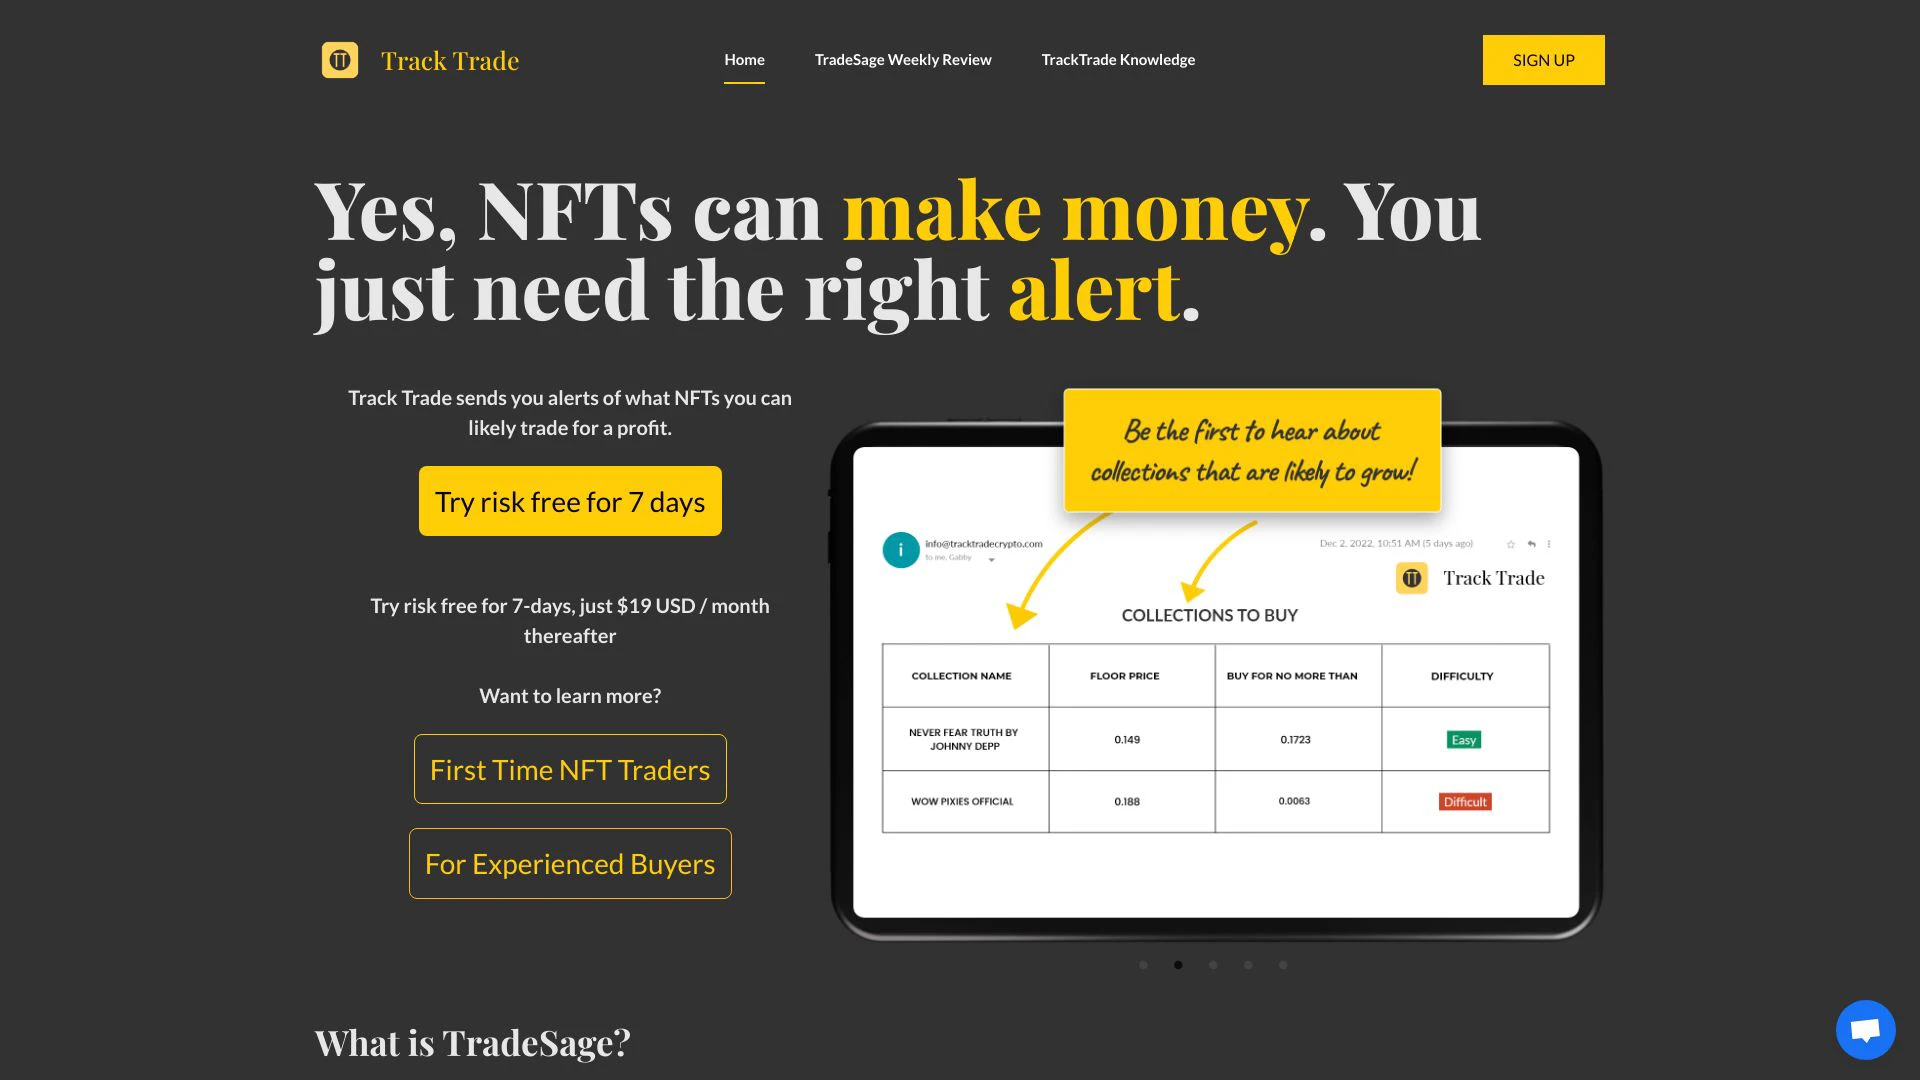 Track Trade
Home
TradeSage Weekly Review
TrackTrade Knowledge
SIGN UP
Yes, NFTs can make money. You
just need the right alert.
Track Trade sends you alerts of what NFTs you can
likely trade for a profit.
Try risk free for 7 days
Try risk free for 7-days, just $19 USD / month
thereafter
Want to learn more?
First Time NFT Traders
For Experienced Buyers
Be the first to hear about
collections that are likely to grow!
i
info@tracktradecrypto.com
to me, Gabby
Dec 2, 2022, 10:51 AM (5 days ago)
Track Trade
COLLECTIONS TO BUY
COLLECTION NAME
FLOOR PRICE
BUY FOR NO MORE THAN
DIFFICULTY
NEVER FEAR TRUTH BY
JOHNNY DEPP
0.149
0.1723
Easy
WOW PIXIES OFFICIAL
0.188
0.0063
Difficult
What is TradeSage?